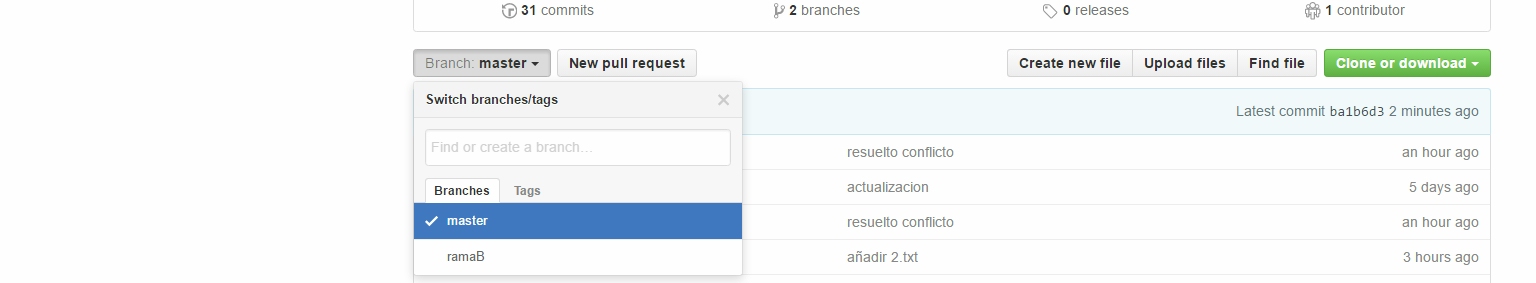 31 commits 2 branches 0 releases 1 contributor
Branch: master New pull request Create new file Upload files Find file Clone or download
Switch branches/tags
Latest commit ba1b6d3 2 minutes ago
Find or create a branch...
resuelto conflicto an hour ago
Branches Tags
actualizacion 5 days ago
master
resuelto conflicto an hour ago
ramaB
añadir 2.txt 3 hours ago